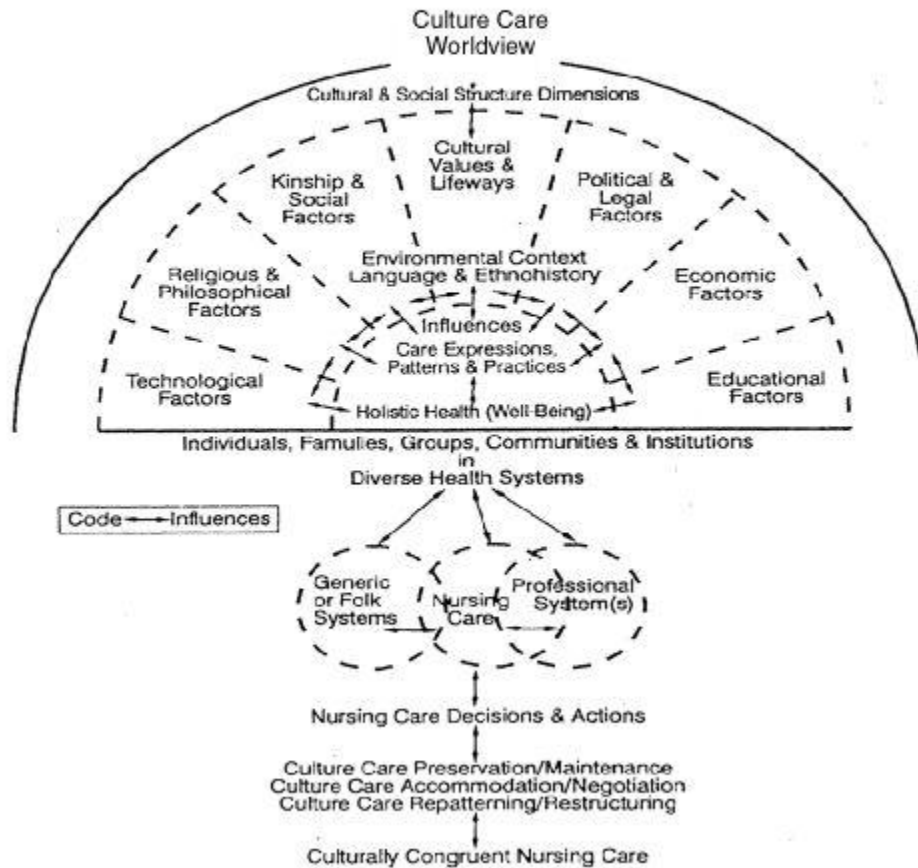 Culture Care
Worldview
Cultural & Social Structure Dimensions
Cultural
Values &
Lifeways
Kinship &
Social
Factors
Political &
Legal
Factors
Environmental Context
Language & Ethnohistory
Religious &
Philosophical
Factors
Economic
Factors
Influences
Care Expressions,
Patterns & Practices
Technological
Factors
Educational
Factors
Holistic Health (Well-Being)
Individuals, Families, Groups, Communities & Institutions
in
Diverse Health Systems
Code Influences
Generic
or Folk
Systems
Nursing
Care
Professional
System(s)
Nursing Care Decisions & Actions
Culture Care Preservation/Maintenance
Culture Care Accommodation/Negotiation
Culture Care Repatterning/Restructuring
Culturally Congruent Nursing Care